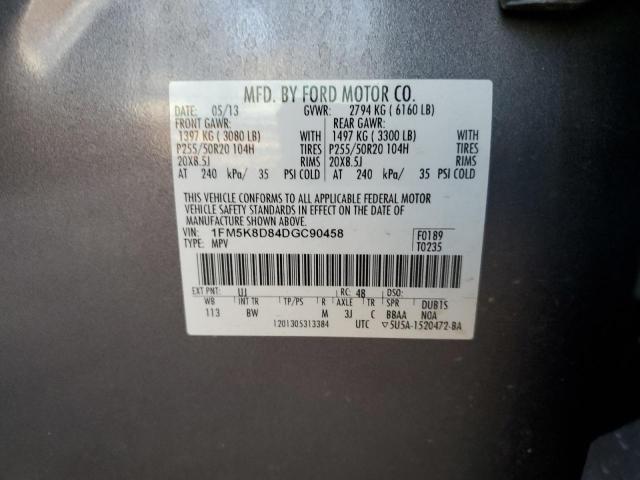 MFD. BY FORD MOTOR CO.
DATE: 05/13 GVWR: 2794 KG ( 6160 LB)
FRONT GAWR: REAR GAWR:
1397 KG ( 3080 LB) WITH 1497 KG ( 3300 LB) WITH
P255/50R20 104H TIRES P255/50R20 104H TIRES
20X8.5J RIMS 20X8.5J RIMS
AT 240 kPa/ 35 PSI COLD AT 240 kPa/ 35 PSI COLD
THIS VEHICLE CONFORMS TO ALL APPLICABLE FEDERAL MOTOR
VEHICLE SAFETY STANDARDS IN EFFECT ON THE DATE OF
MANUFACTURE SHOWN ABOVE.
VIN: 1FM5K8D84DGC90458 F0189
TYPE: MPV T0235
EXT PNT: UJ RC: 48 DSO:
WB INT TR TP/PS R AXLE TR SPR DUBTS
113 BW M 3J C BBAA NOA
1201305313384 UTC ▽5U5A-1520472-BA